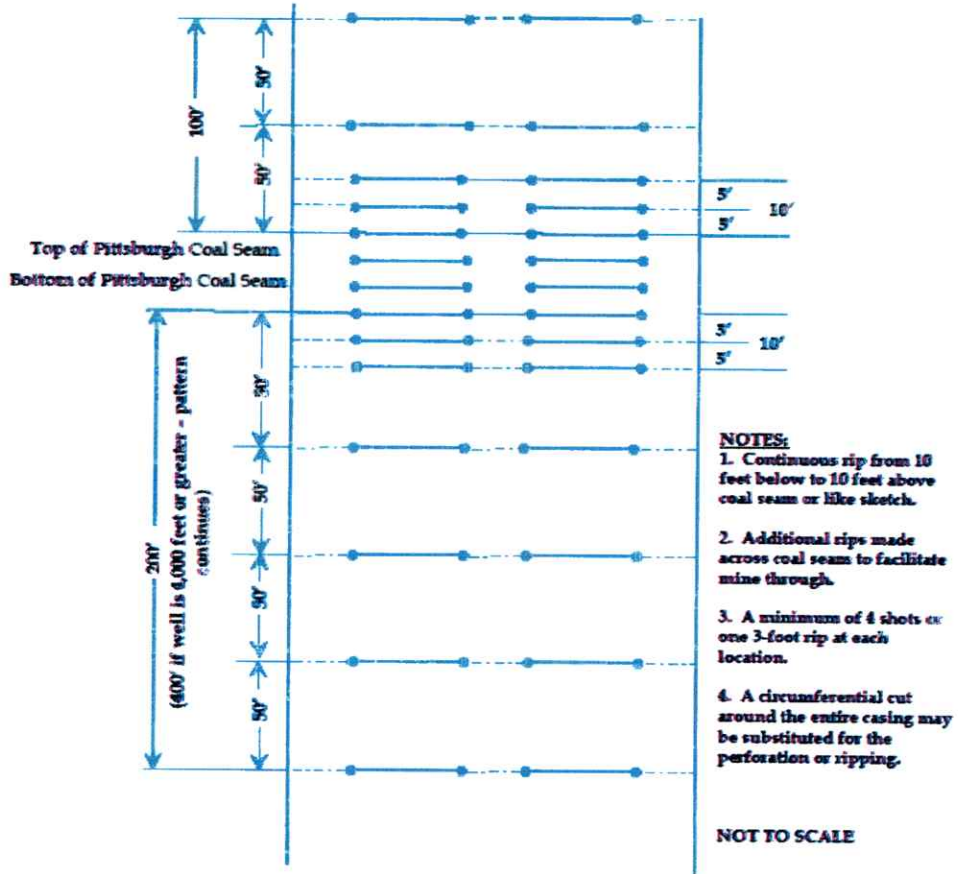 100'
50'
50'
5'
10'
5'
Top of Pittsburgh Coal Seam
Bottom of Pittsburgh Coal Seam
5'
10'
5'
200'
(400' if well is 4,000 feet or greater - pattern
continues)
50'
50'
50'
50'
NOTES:
1. Continuous rip from 10
feet below to 10 feet above
coal seam or like sketch.
2. Additional rips made
across coal seam to facilitate
mine through.
3. A minimum of 4 shots or
one 3-foot rip at each
location.
4. A circumferential cut
around the entire casing may
be substituted for the
perforation or ripping.
NOT TO SCALE